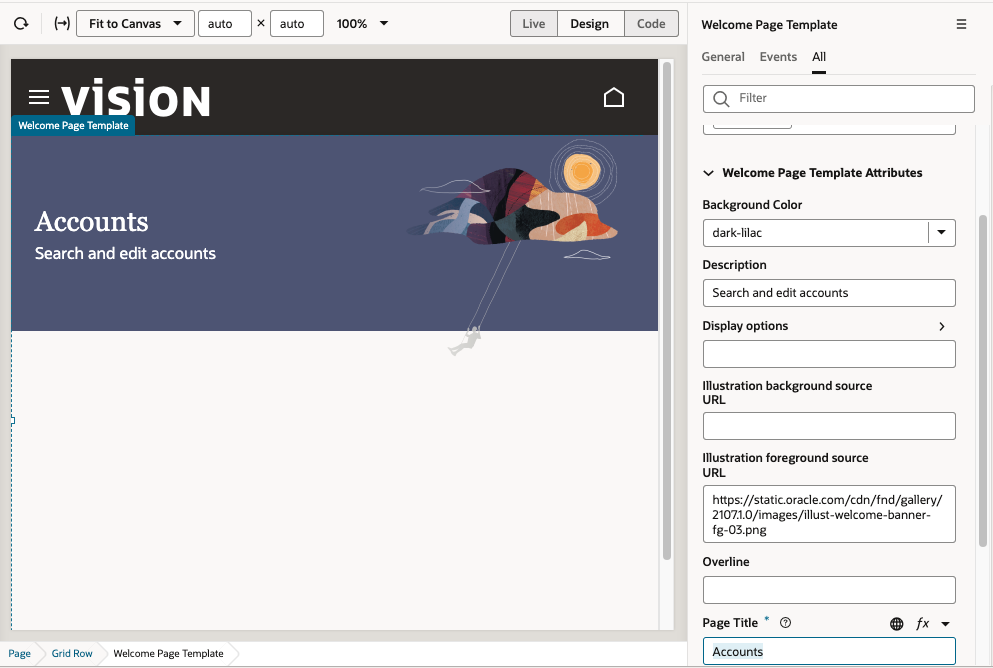 Fit to Canvas auto × auto 100% Live Design Code
VISION
Welcome Page Template
Accounts
Search and edit accounts
Page Grid Row Welcome Page Template
Welcome Page Template
General Events All
Filter
Welcome Page Template Attributes
Background Color
dark-lilac
Description
Search and edit accounts
Display options
Illustration background source
URL
Illustration foreground source
URL
https://static.oracle.com/cdn/fnd/gallery/
2107.1.0/images/illust-welcome-banner-
fg-03.png
Overline
Page Title * fx
Accounts